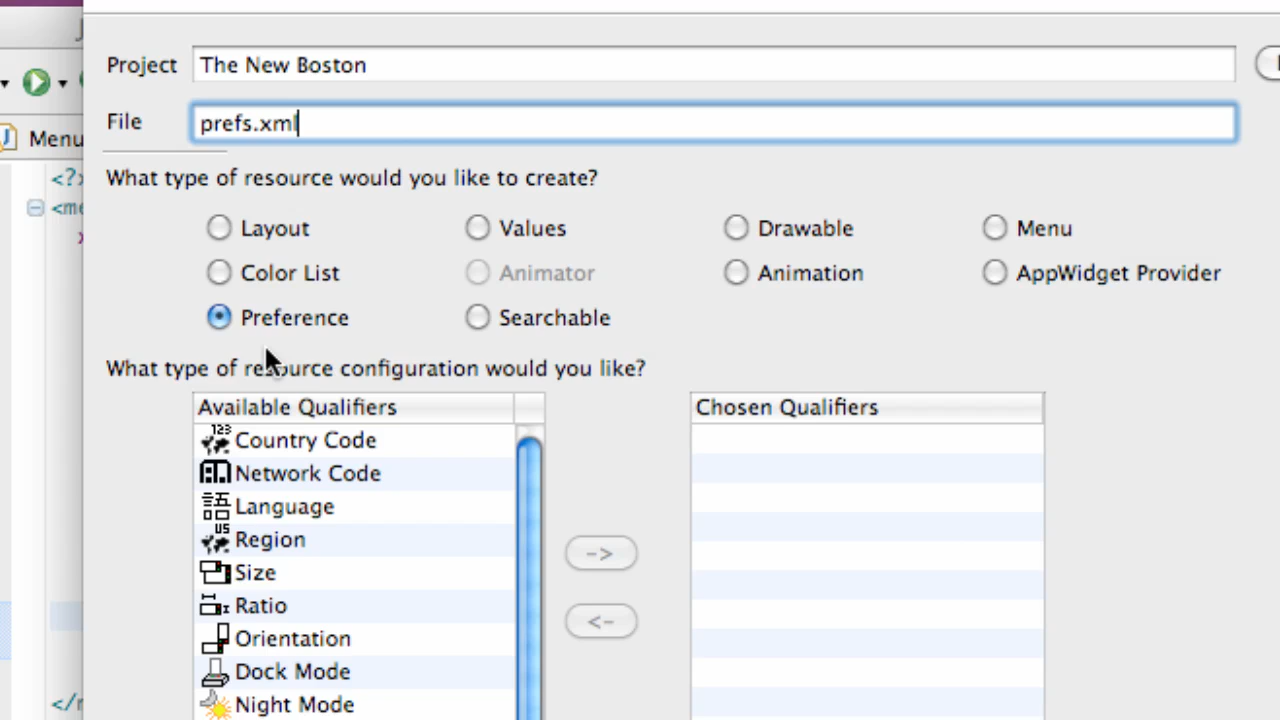 Project The New Boston
File prefs.xml
Menu
What type of resource would you like to create?
Layout Values Drawable Menu
Color List Animator Animation AppWidget Provider
Preference Searchable
What type of resource configuration would you like?
Available Qualifiers Chosen Qualifiers
Country Code
Network Code
Language
Region
Size
Ratio
Orientation
Dock Mode
Night Mode
-->
<--